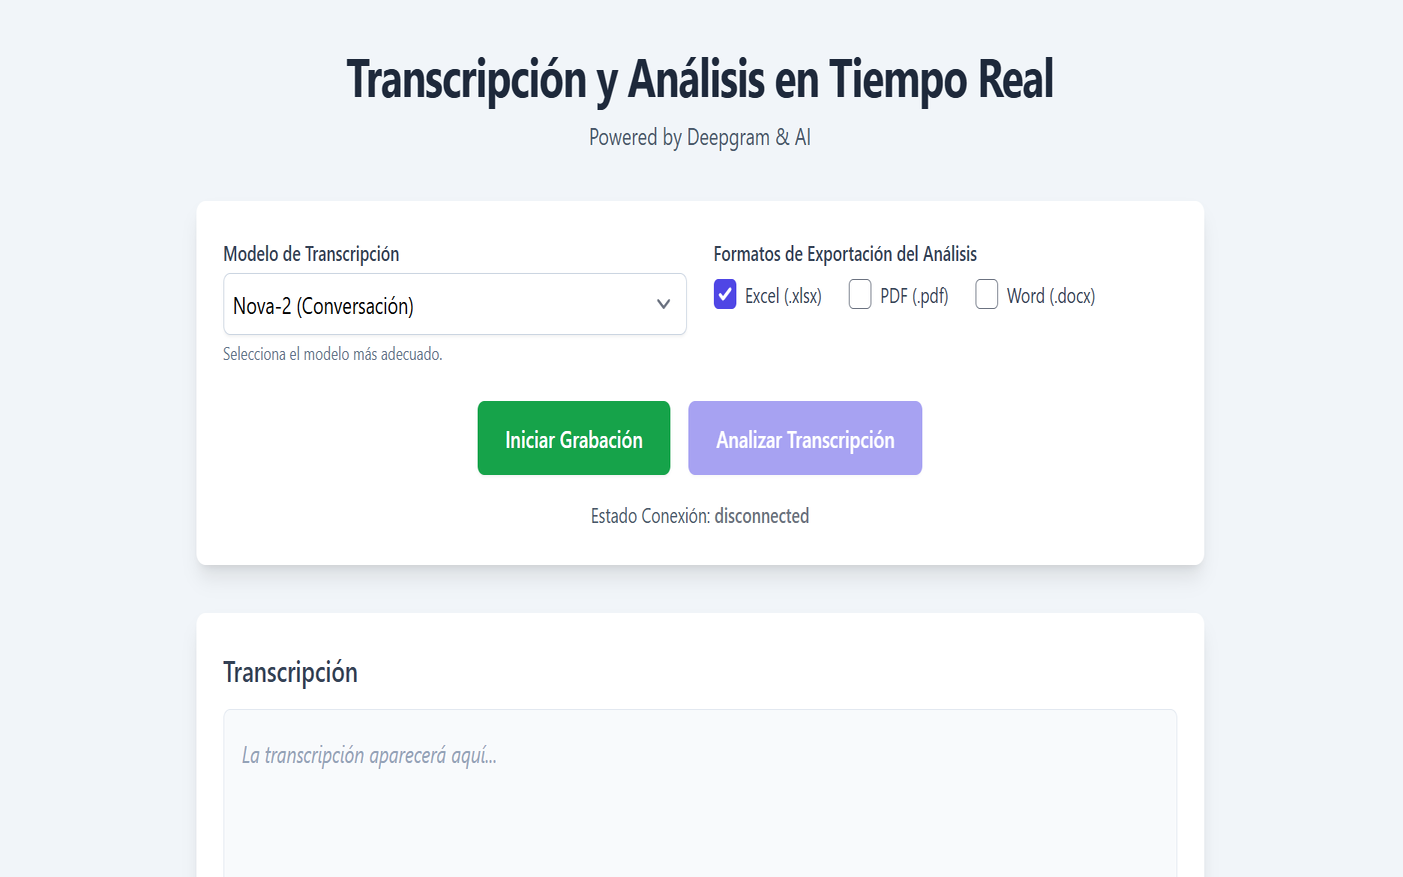 Transcripción y Análisis en Tiempo Real
Powered by Deepgram & AI
Modelo de Transcripción
Nova-2 (Conversación)
Selecciona el modelo más adecuado.
Formatos de Exportación del Análisis
Excel (.xlsx) PDF (.pdf) Word (.docx)
Iniciar Grabación Analizar Transcripción
Estado Conexión: disconnected
Transcripción
La transcripción aparecerá aquí...